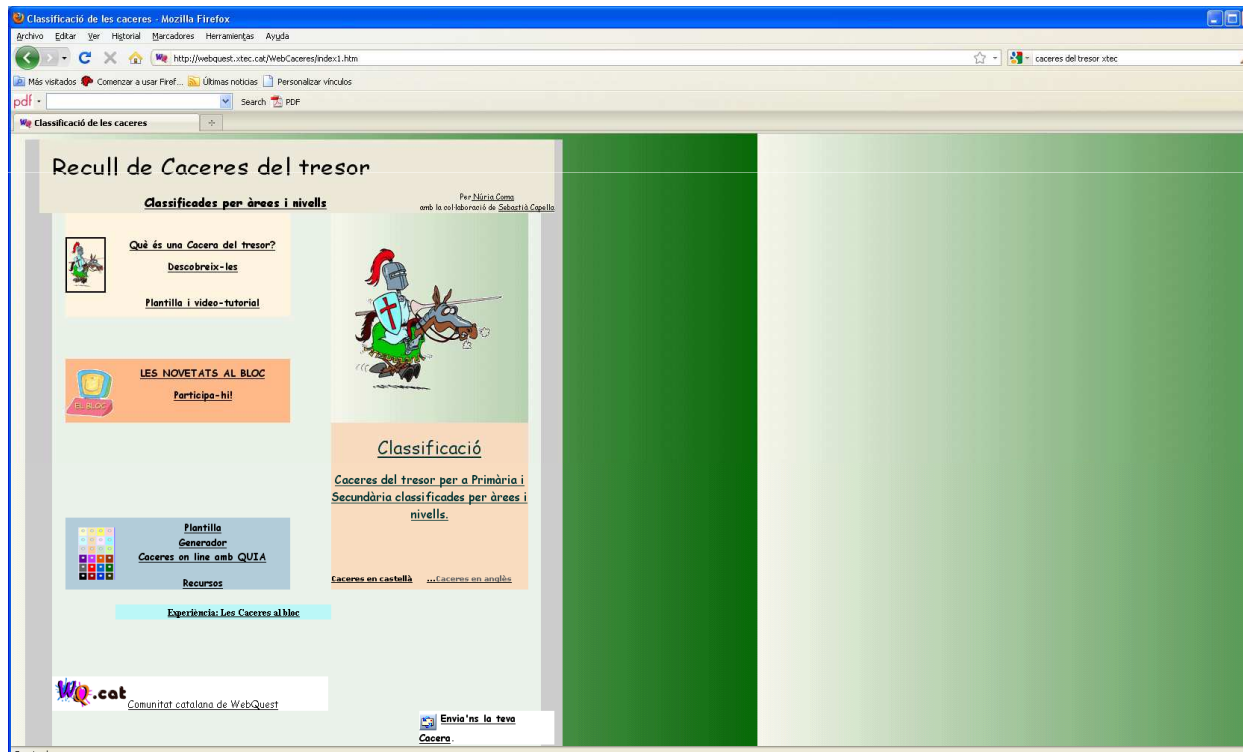 Classificació de les caceres - Mozilla Firefox
Archivo Editar Ver Historial Marcadores Herramientas Ayuda
http://webquest.xtec.cat/WebCaceres/index1.htm
caceres del tresor xtec
Más visitados Comenzar a usar Firef... Últimas noticias Personalizar vínculos
pdf Search PDF
Classificació de les caceres
Recull de Caceres del tresor
Classificades per àrees i nivells
Per Núria Coma
amb la col·laboració de Sebastià Capella
Què és una Cacera del tresor?
Descobreix-les
Plantilla i video-tutorial
LES NOVETATS AL BLOC
Participa-hi!
EL BLOC
Classificació
Caceres del tresor per a Primària i
Secundària classificades per àrees i
nivells.
Caceres en castellà ...Caceres en anglès
Plantilla
Generador
Caceres on line amb QUIA
Recursos
Experiència: Les Caceres al bloc
WQ.cat
Comunitat catalana de WebQuest
Envia'ns la teva
Cacera.